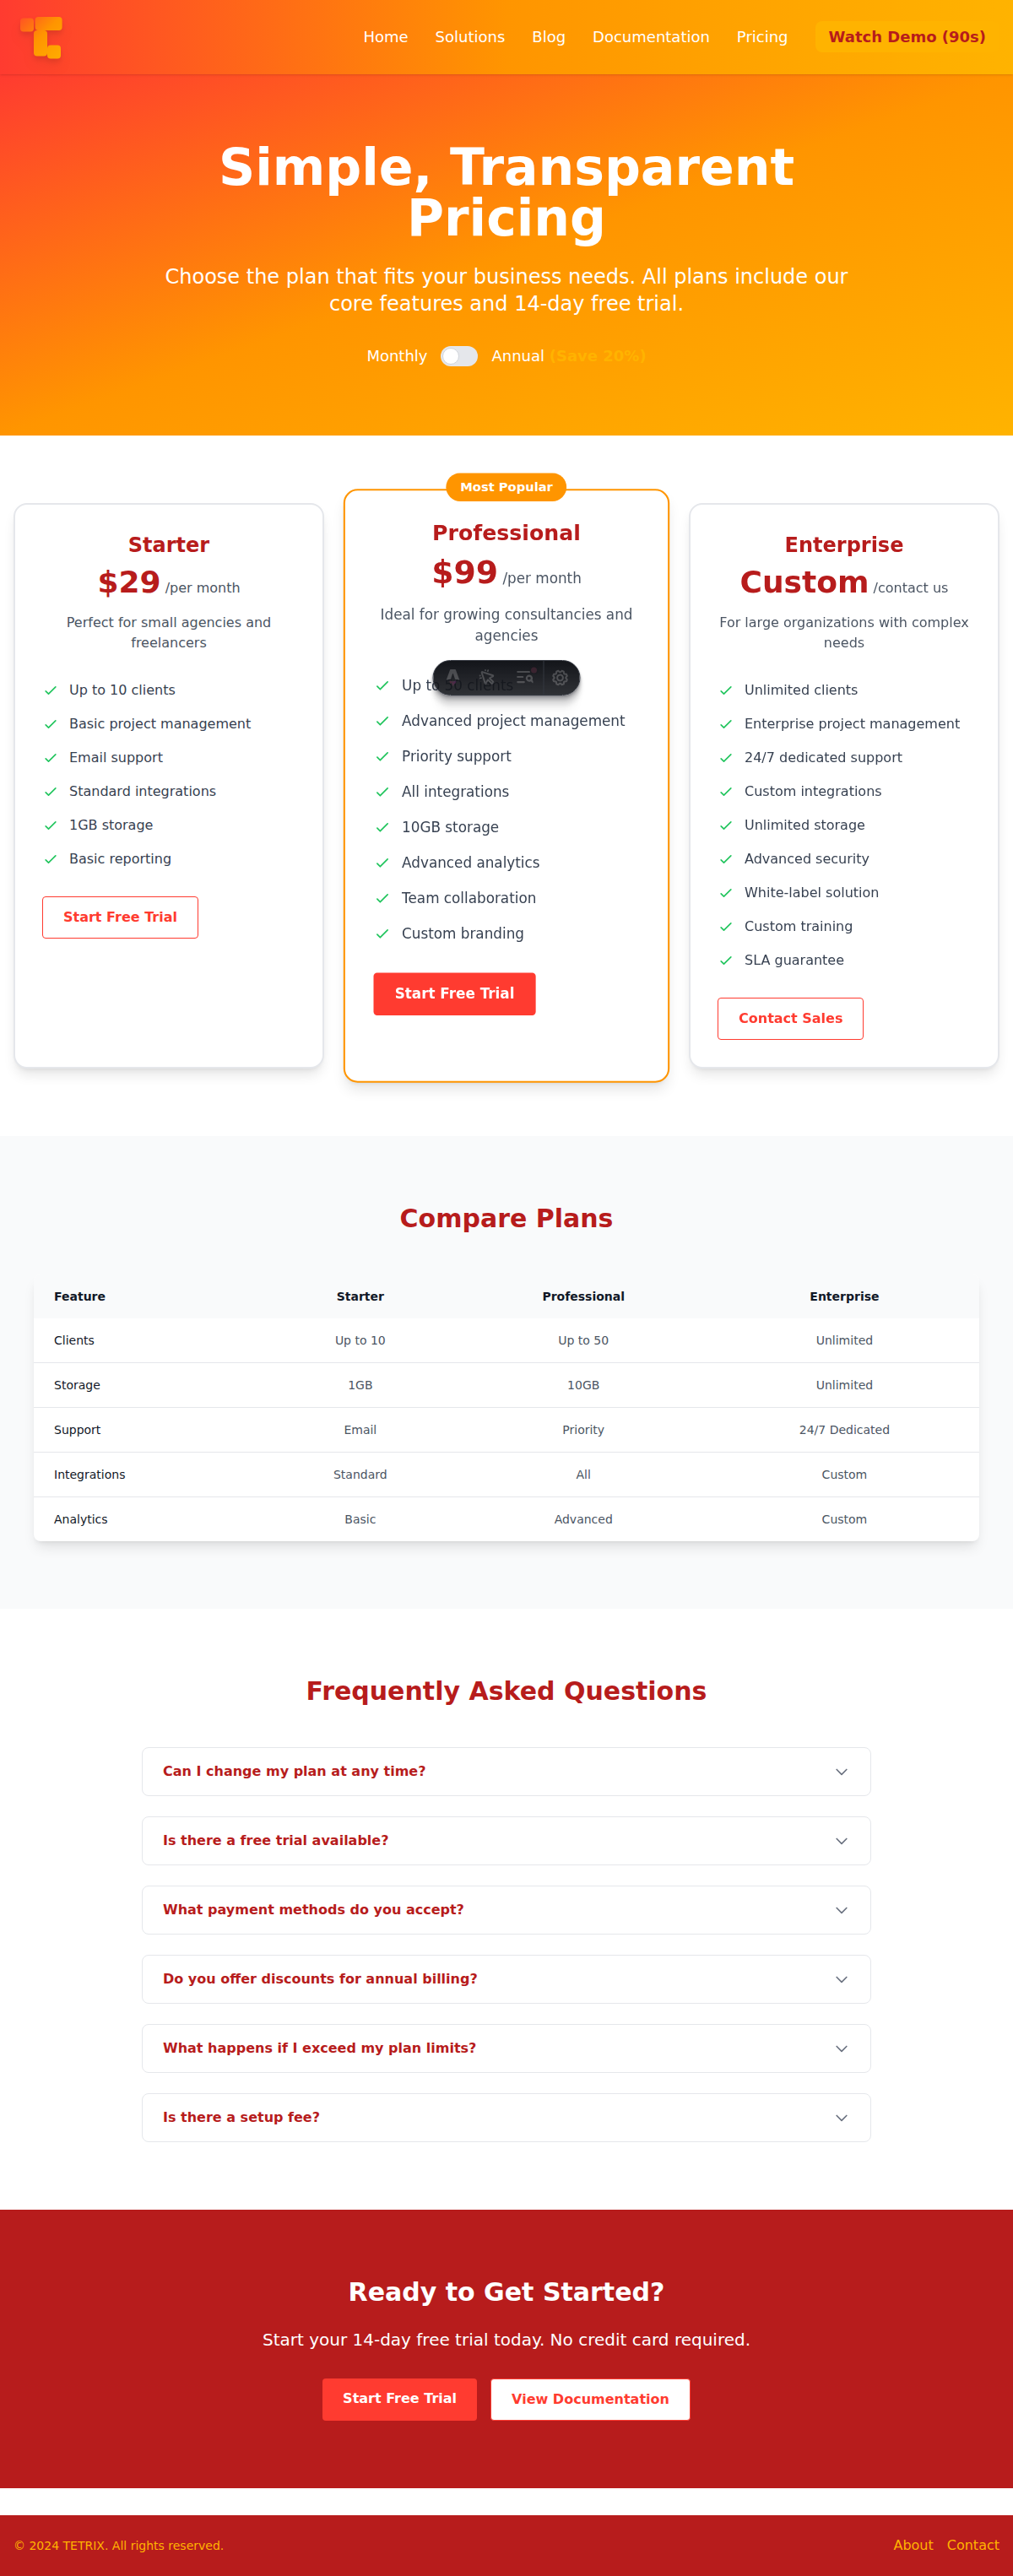 Home Solutions Blog Documentation Pricing Watch Demo (90s)
Simple, Transparent
Pricing
Choose the plan that fits your business needs. All plans include our
core features and 14-day free trial.
Monthly Annual (Save 20%)
Starter
$29 /per month
Perfect for small agencies and
freelancers
Up to 10 clients
Basic project management
Email support
Standard integrations
1GB storage
Basic reporting
Start Free Trial
Most Popular
Professional
$99 /per month
Ideal for growing consultancies and
agencies
Up to 50 clients
Advanced project management
Priority support
All integrations
10GB storage
Advanced analytics
Team collaboration
Custom branding
Start Free Trial
Enterprise
Custom /contact us
For large organizations with complex
needs
Unlimited clients
Enterprise project management
24/7 dedicated support
Custom integrations
Unlimited storage
Advanced security
White-label solution
Custom training
SLA guarantee
Contact Sales
Compare Plans
Feature Starter Professional Enterprise
Clients Up to 10 Up to 50 Unlimited
Storage 1GB 10GB Unlimited
Support Email Priority 24/7 Dedicated
Integrations Standard All Custom
Analytics Basic Advanced Custom
Frequently Asked Questions
Can I change my plan at any time?
Is there a free trial available?
What payment methods do you accept?
Do you offer discounts for annual billing?
What happens if I exceed my plan limits?
Is there a setup fee?
Ready to Get Started?
Start your 14-day free trial today. No credit card required.
Start Free Trial View Documentation
© 2024 TETRIX. All rights reserved. About Contact